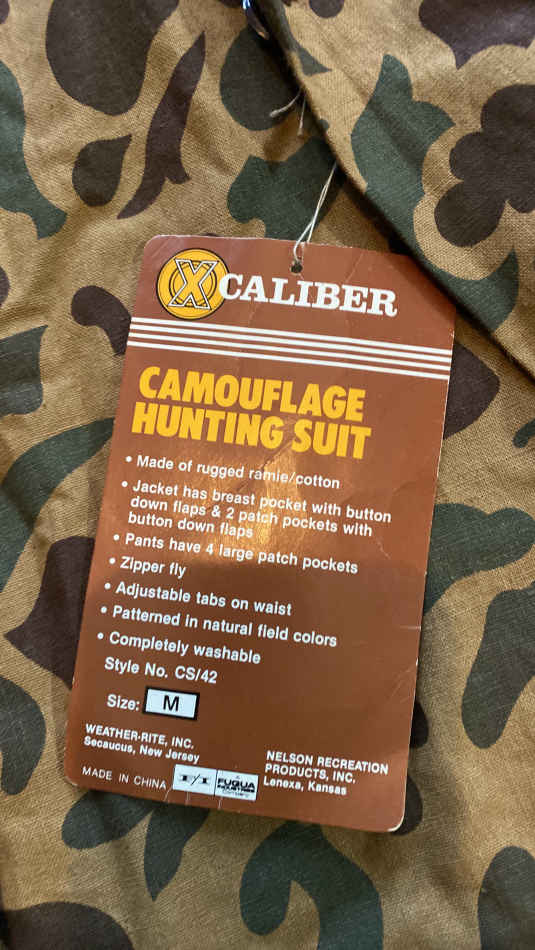 XCALIBER
CAMOUFLAGE
HUNTING SUIT
• Made of rugged ramie/cotton
• Jacket has breast pocket with button
down flaps & 2 patch pockets with
button down flaps
• Pants have 4 large patch pockets
• Zipper fly
• Adjustable tabs on waist
• Patterned in natural field colors
• Completely washable
Style No. CS/42
Size: M
WEATHER-RITE, INC.
Secaucus, New Jersey
NELSON RECREATION
PRODUCTS, INC.
Lenexa, Kansas
MADE IN CHINA
A
FUQUA
INDUSTRIES
Company